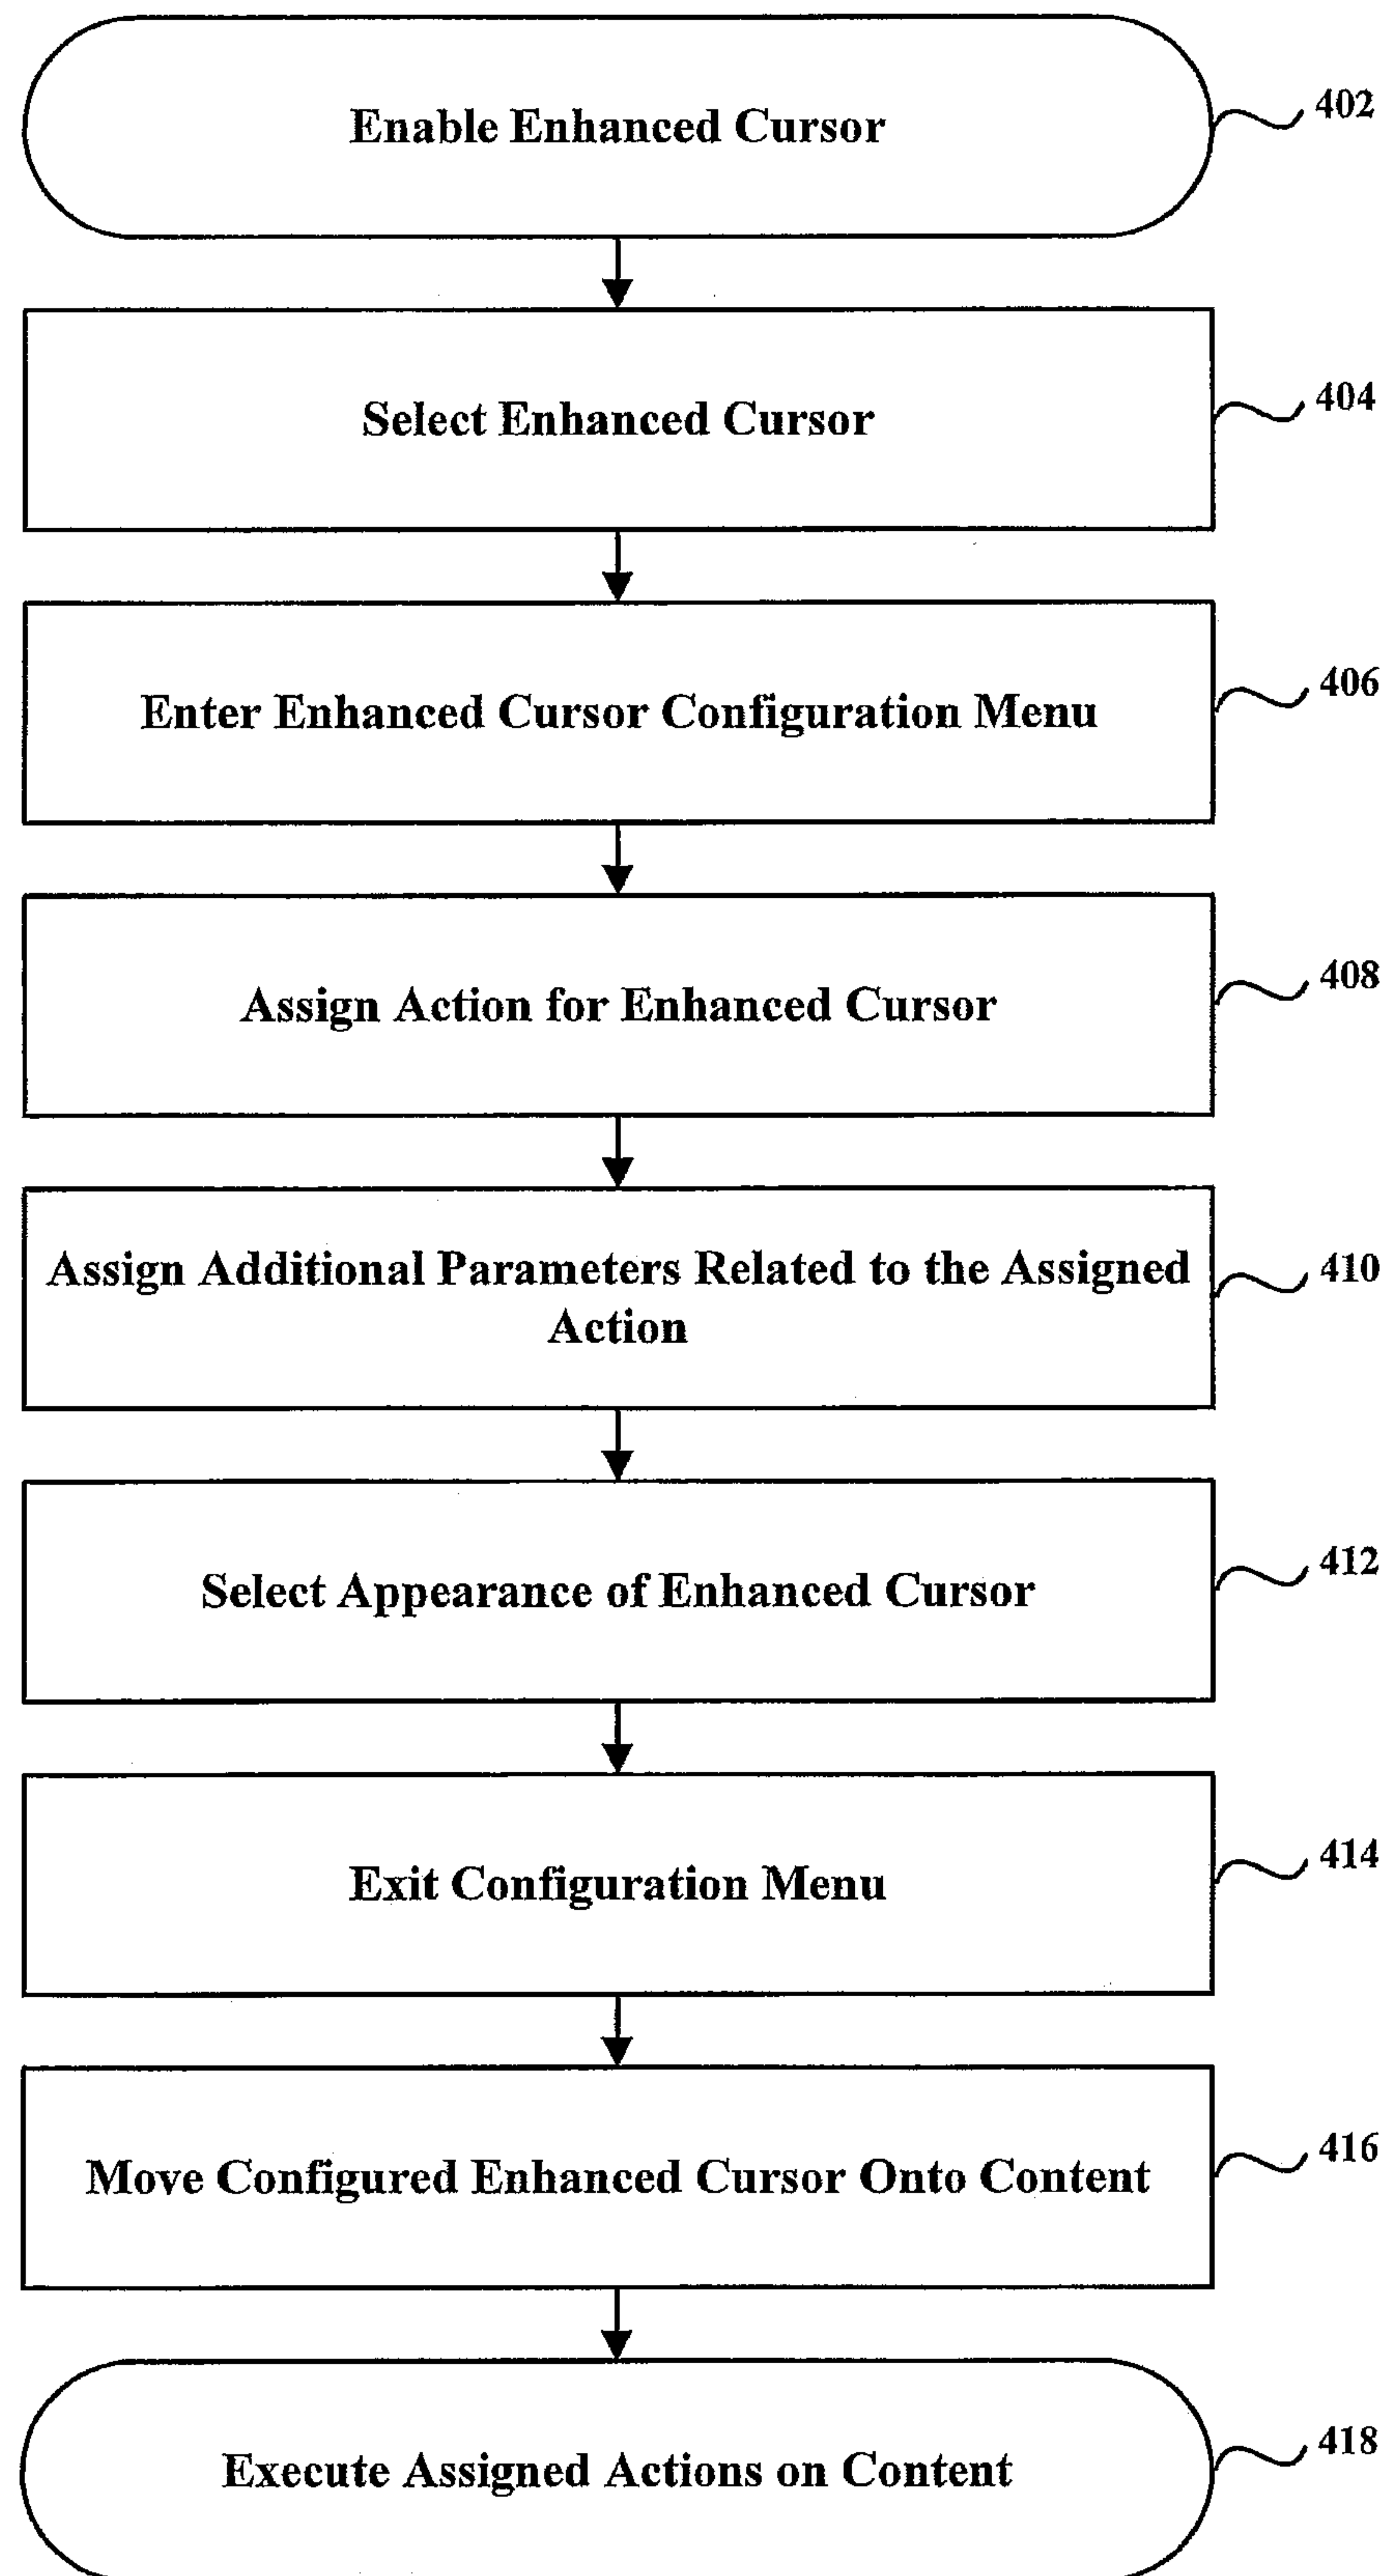 Enable Enhanced Cursor
402
Select Enhanced Cursor
404
Enter Enhanced Cursor Configuration Menu
406
Assign Action for Enhanced Cursor
408
Assign Additional Parameters Related to the Assigned
Action
410
Select Appearance of Enhanced Cursor
412
Exit Configuration Menu
414
Move Configured Enhanced Cursor Onto Content
416
Execute Assigned Actions on Content
418